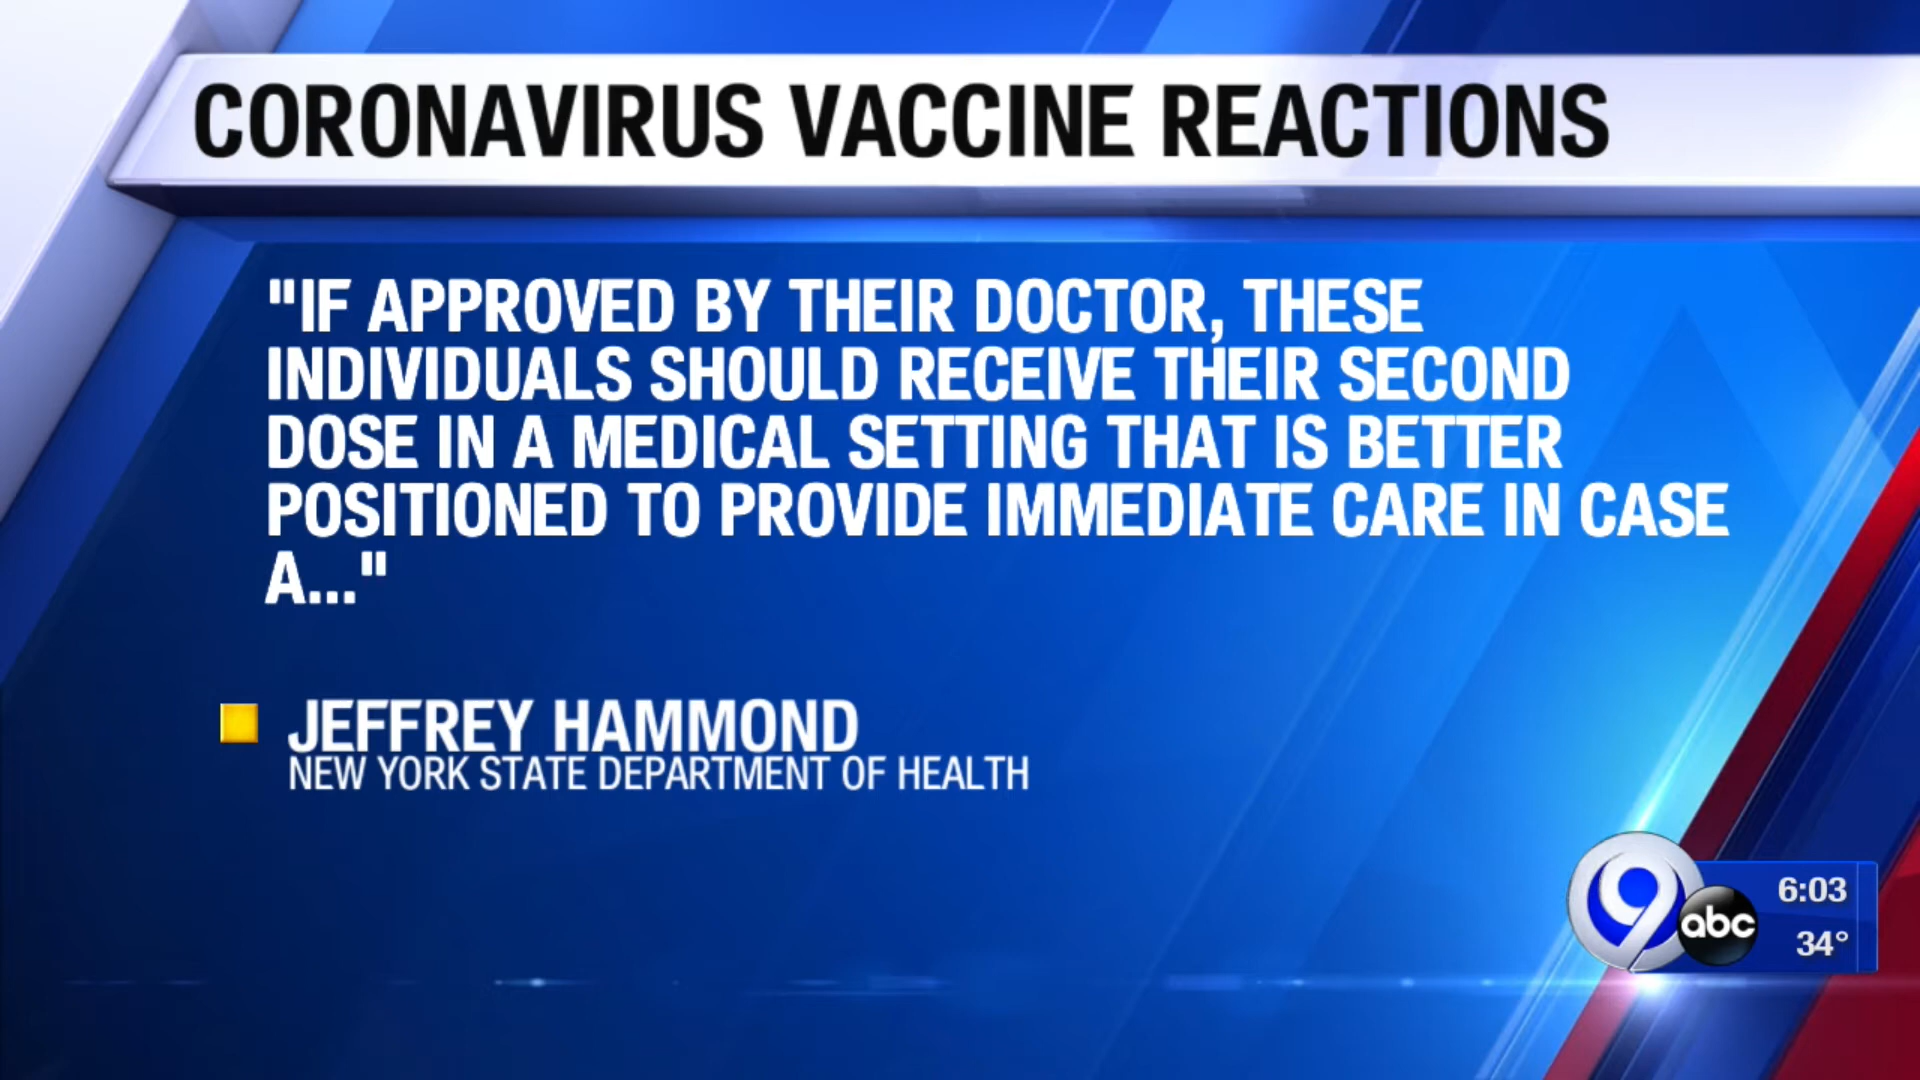 CORONAVIRUS VACCINE REACTIONS
"IF APPROVED BY THEIR DOCTOR, THESE
INDIVIDUALS SHOULD RECEIVE THEIR SECOND
DOSE IN A MEDICAL SETTING THAT IS BETTER
POSITIONED TO PROVIDE IMMEDIATE CARE IN CASE
A..."
JEFFREY HAMMOND
NEW YORK STATE DEPARTMENT OF HEALTH
9
abc
6:03
34°